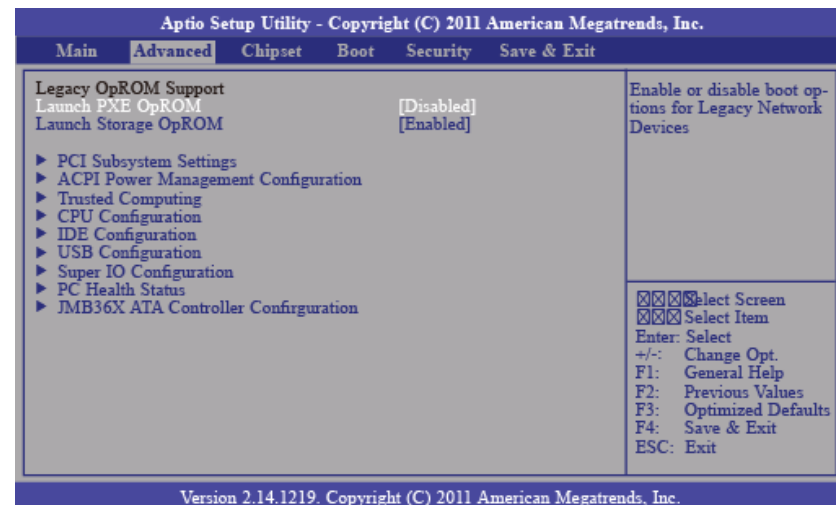 Aptio Setup Utility - Copyright (C) 2011 American Megatrends, Inc.
Main Advanced Chipset Boot Security Save & Exit
Legacy OpROM Support
Launch PXE OpROM [Disabled]
Launch Storage OpROM [Enabled]
PCI Subsystem Settings
ACPI Power Management Configuration
Trusted Computing
CPU Configuration
IDE Configuration
USB Configuration
Super IO Configuration
PC Health Status
JMB36X ATA Controller Confirguration
Enable or disable boot op-
tions for Legacy Network
Devices
Select Screen
Select Item
Enter: Select
+/-: Change Opt.
F1: General Help
F2: Previous Values
F3: Optimized Defaults
F4: Save & Exit
ESC: Exit
Version 2.14.1219. Copyright (C) 2011 American Megatrends, Inc.